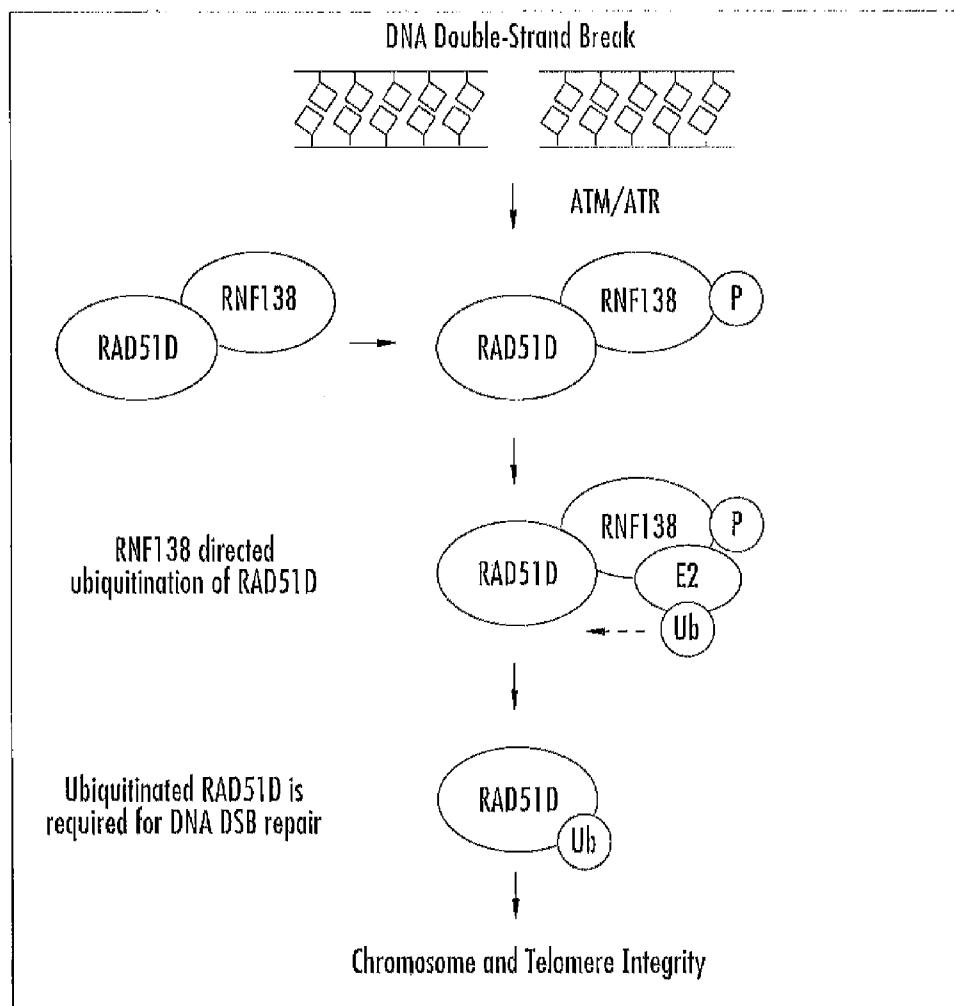 DNA Double-Strand Break
ATM/ATR
RNF138
RAD51D
RNF138
P
RAD51D
RNF138 directed
ubiquitination of RAD51D
RNF138
P
RAD51D
E2
Ub
Ubiquitinated RAD51D is
required for DNA DSB repair
RAD51D
Ub
Chromosome and Telomere Integrity